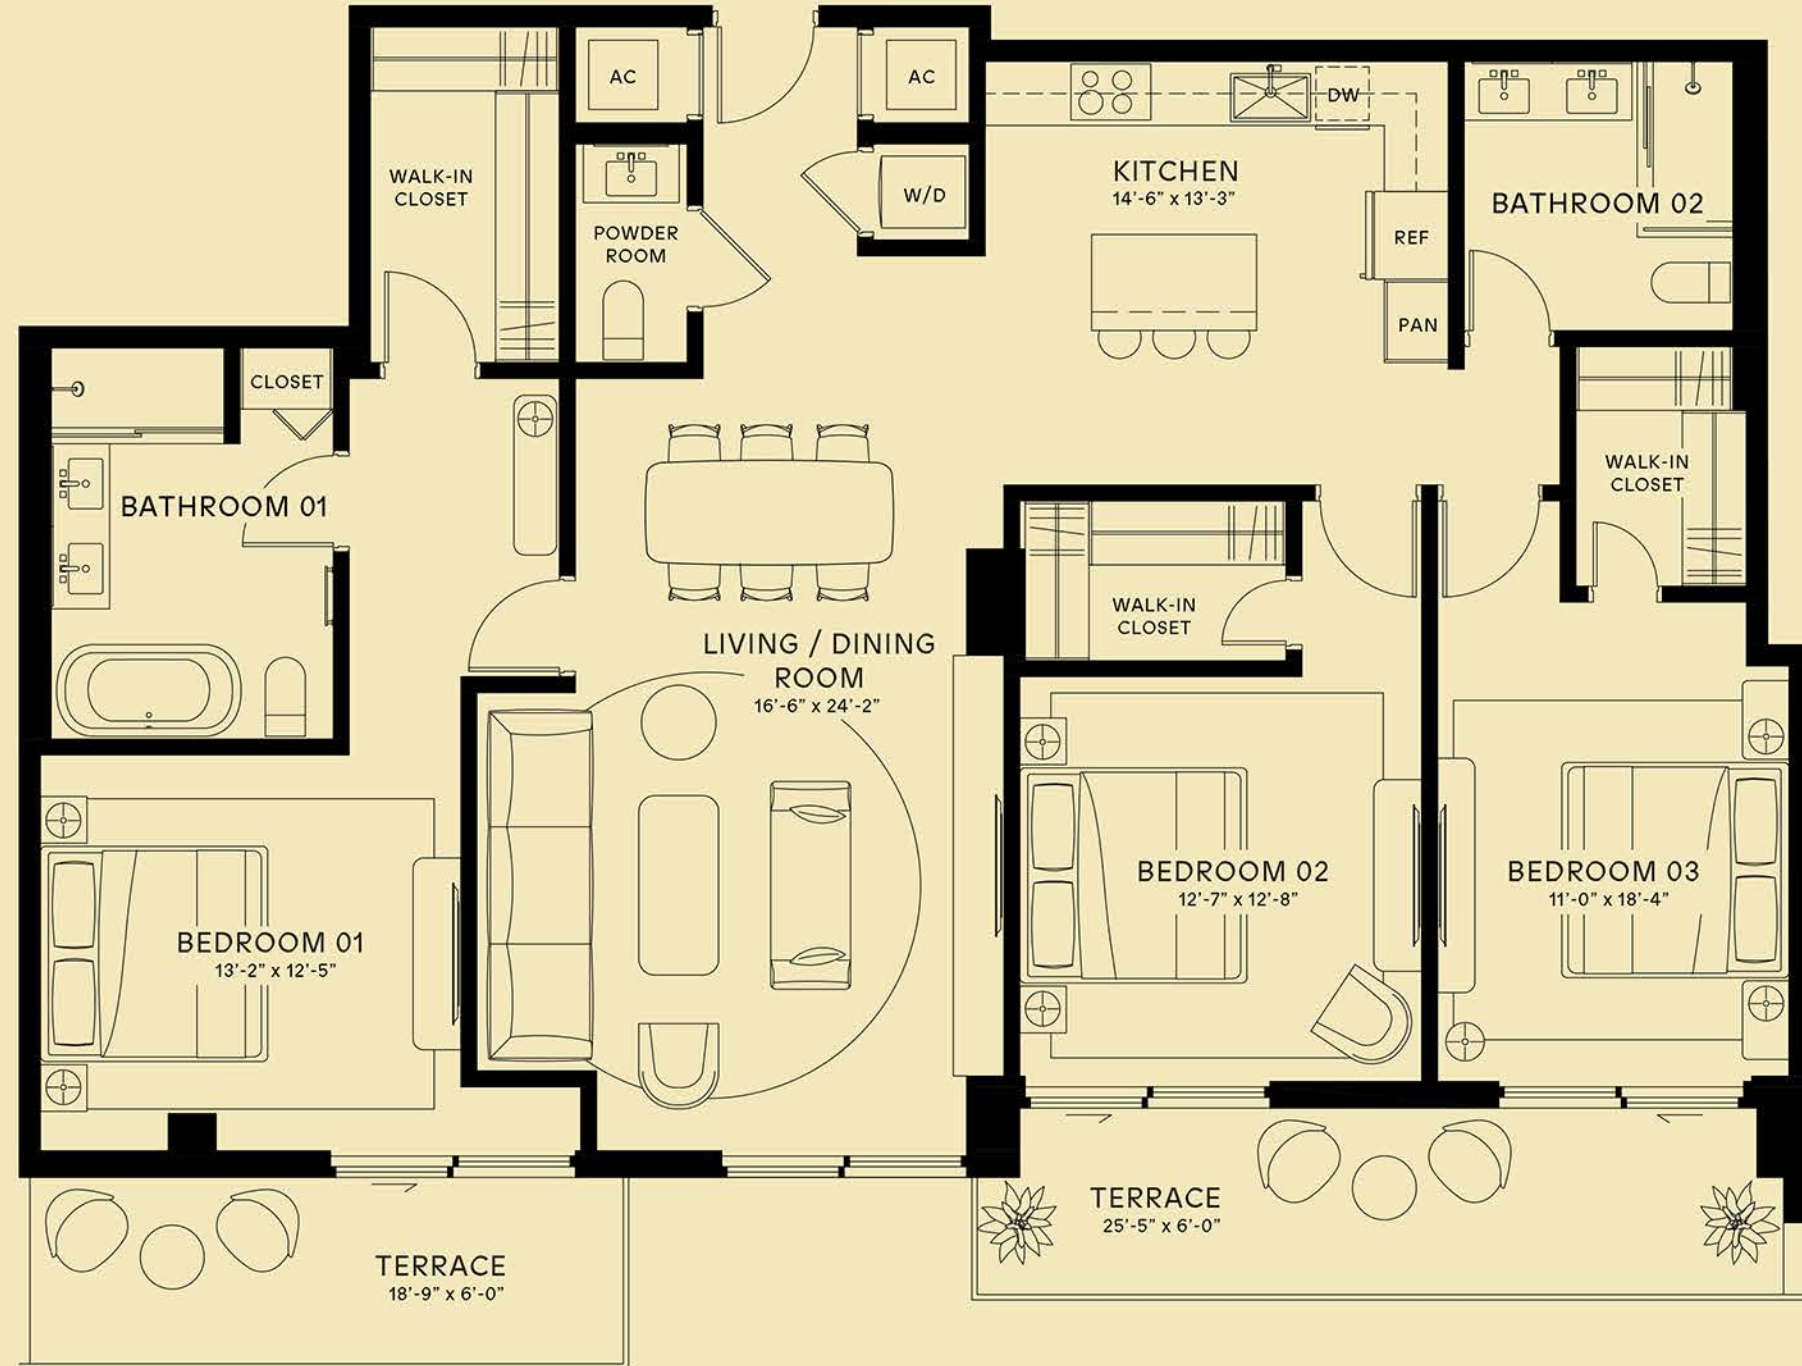 AC
AC
DW
KITCHEN
14'-6” x 13'-3”
WALK-IN
CLOSET
W/D
BATHROOM 02
POWDER
ROOM
REF
PAN
CLOSET
WALK-IN
CLOSET
BATHROOM 01
WALK-IN
CLOSET
LIVING / DINING
ROOM
16'-6” x 24'-2”
BEDROOM 02
12'-7” x 12'-8”
BEDROOM 03
11'-0” x 18'-4”
BEDROOM 01
13'-2” x 12'-5”
TERRACE
25'-5” x 6'-0”
TERRACE
18'-9” x 6'-0”